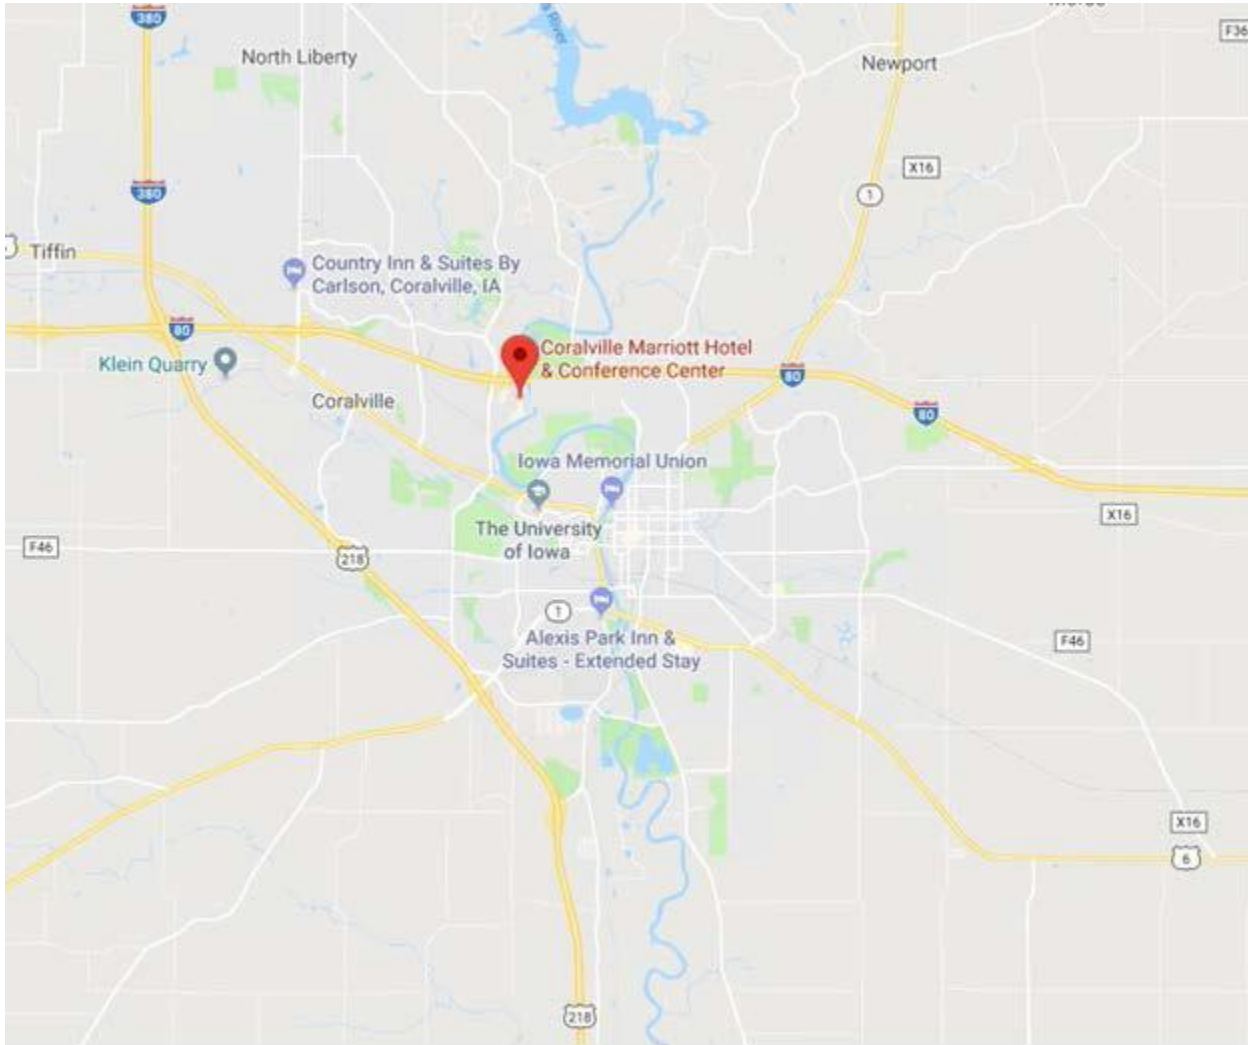 380
North Liberty
River
Newport
F36
X16
380
1
Tiffin
Country Inn & Suites By
Carlson, Coralville, IA
80
Klein Quarry
Coralville Marriott Hotel
& Conference Center
80
Coralville
80
Iowa Memorial Union
X16
The University
of Iowa
F46
218
1
Alexis Park Inn &
Suites - Extended Stay
F46
X16
6
218